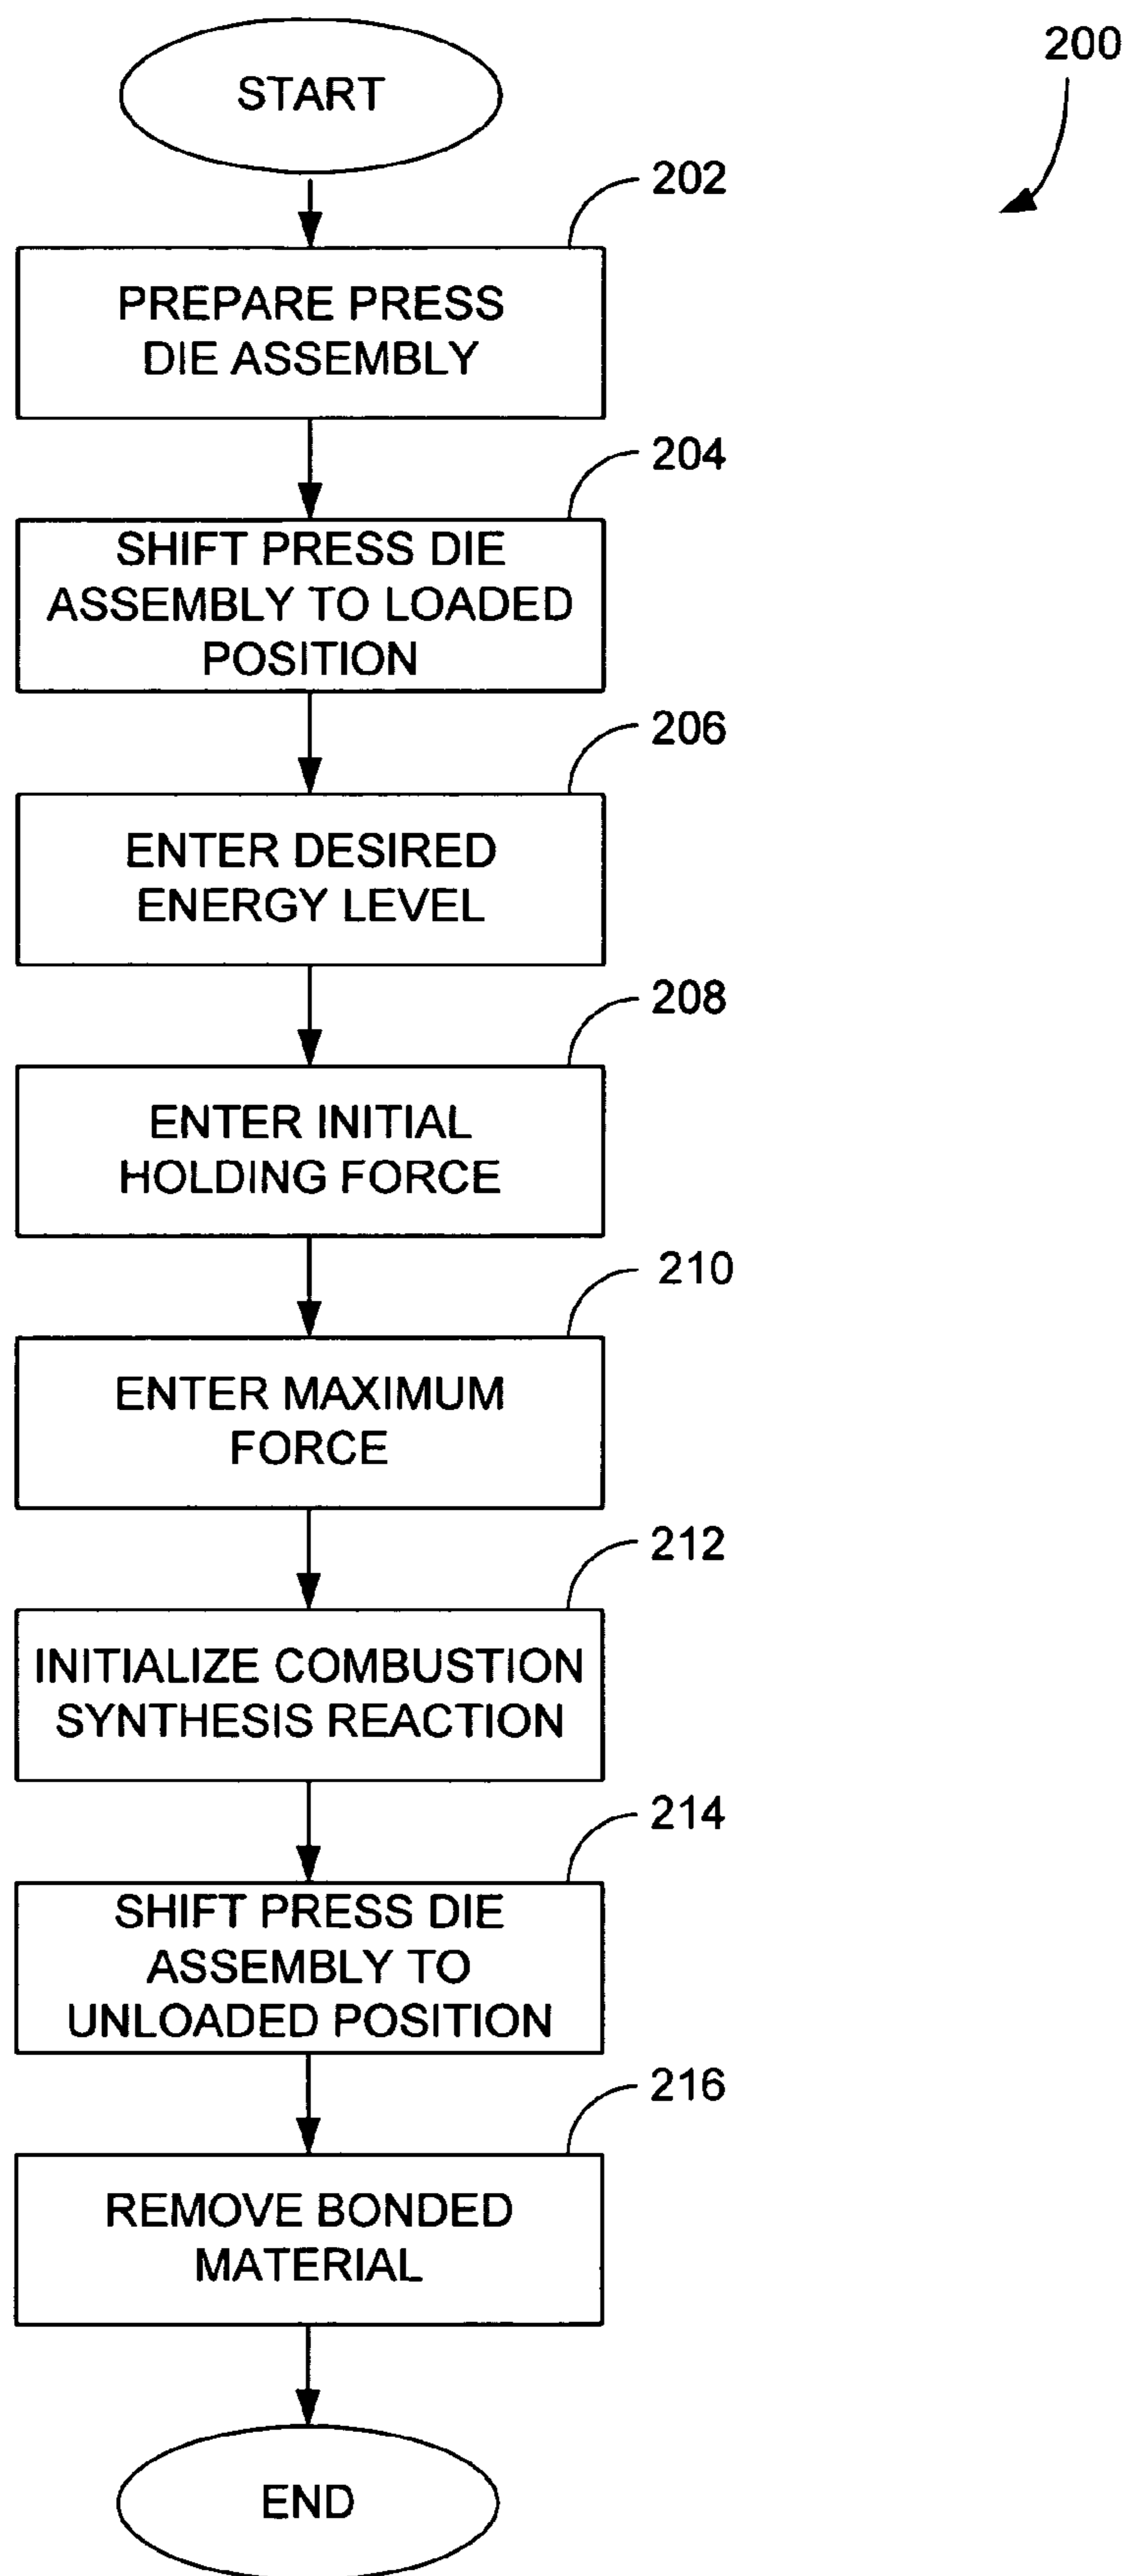 200
START
202
PREPARE PRESS
DIE ASSEMBLY
204
SHIFT PRESS DIE
ASSEMBLY TO LOADED
POSITION
206
ENTER DESIRED
ENERGY LEVEL
208
ENTER INITIAL
HOLDING FORCE
210
ENTER MAXIMUM
FORCE
212
INITIALIZE COMBUSTION
SYNTHESIS REACTION
214
SHIFT PRESS DIE
ASSEMBLY TO
UNLOADED POSITION
216
REMOVE BONDED
MATERIAL
END